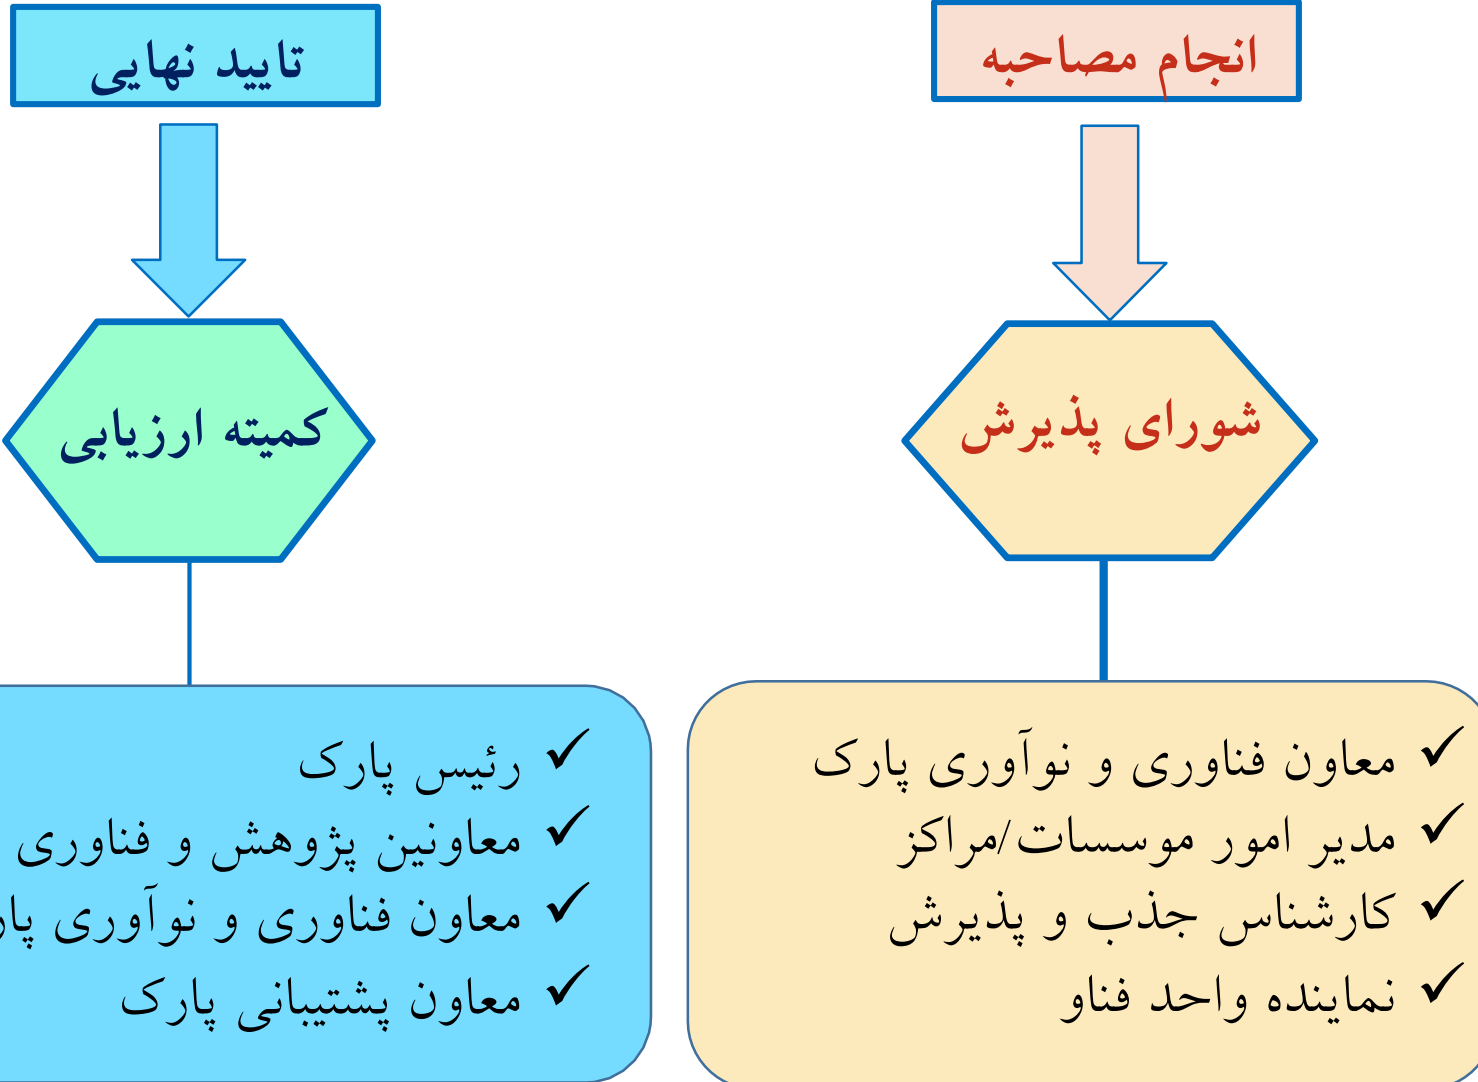 انجام مصاحبه
شورای پذیرش
✓ معاون فناوری و نوآوری پارک
✓ مدیر امور موسسات/مراکز
✓ کارشناس جذب و پذیرش
✓ نماینده واحد فناو
تایید نهایی
کمیته ارزیابی
✓ رئیس پارک
✓ معاونین پژوهش و فناوری
✓ معاون فناوری و نوآوری
✓ معاون پشتیبانی پارک